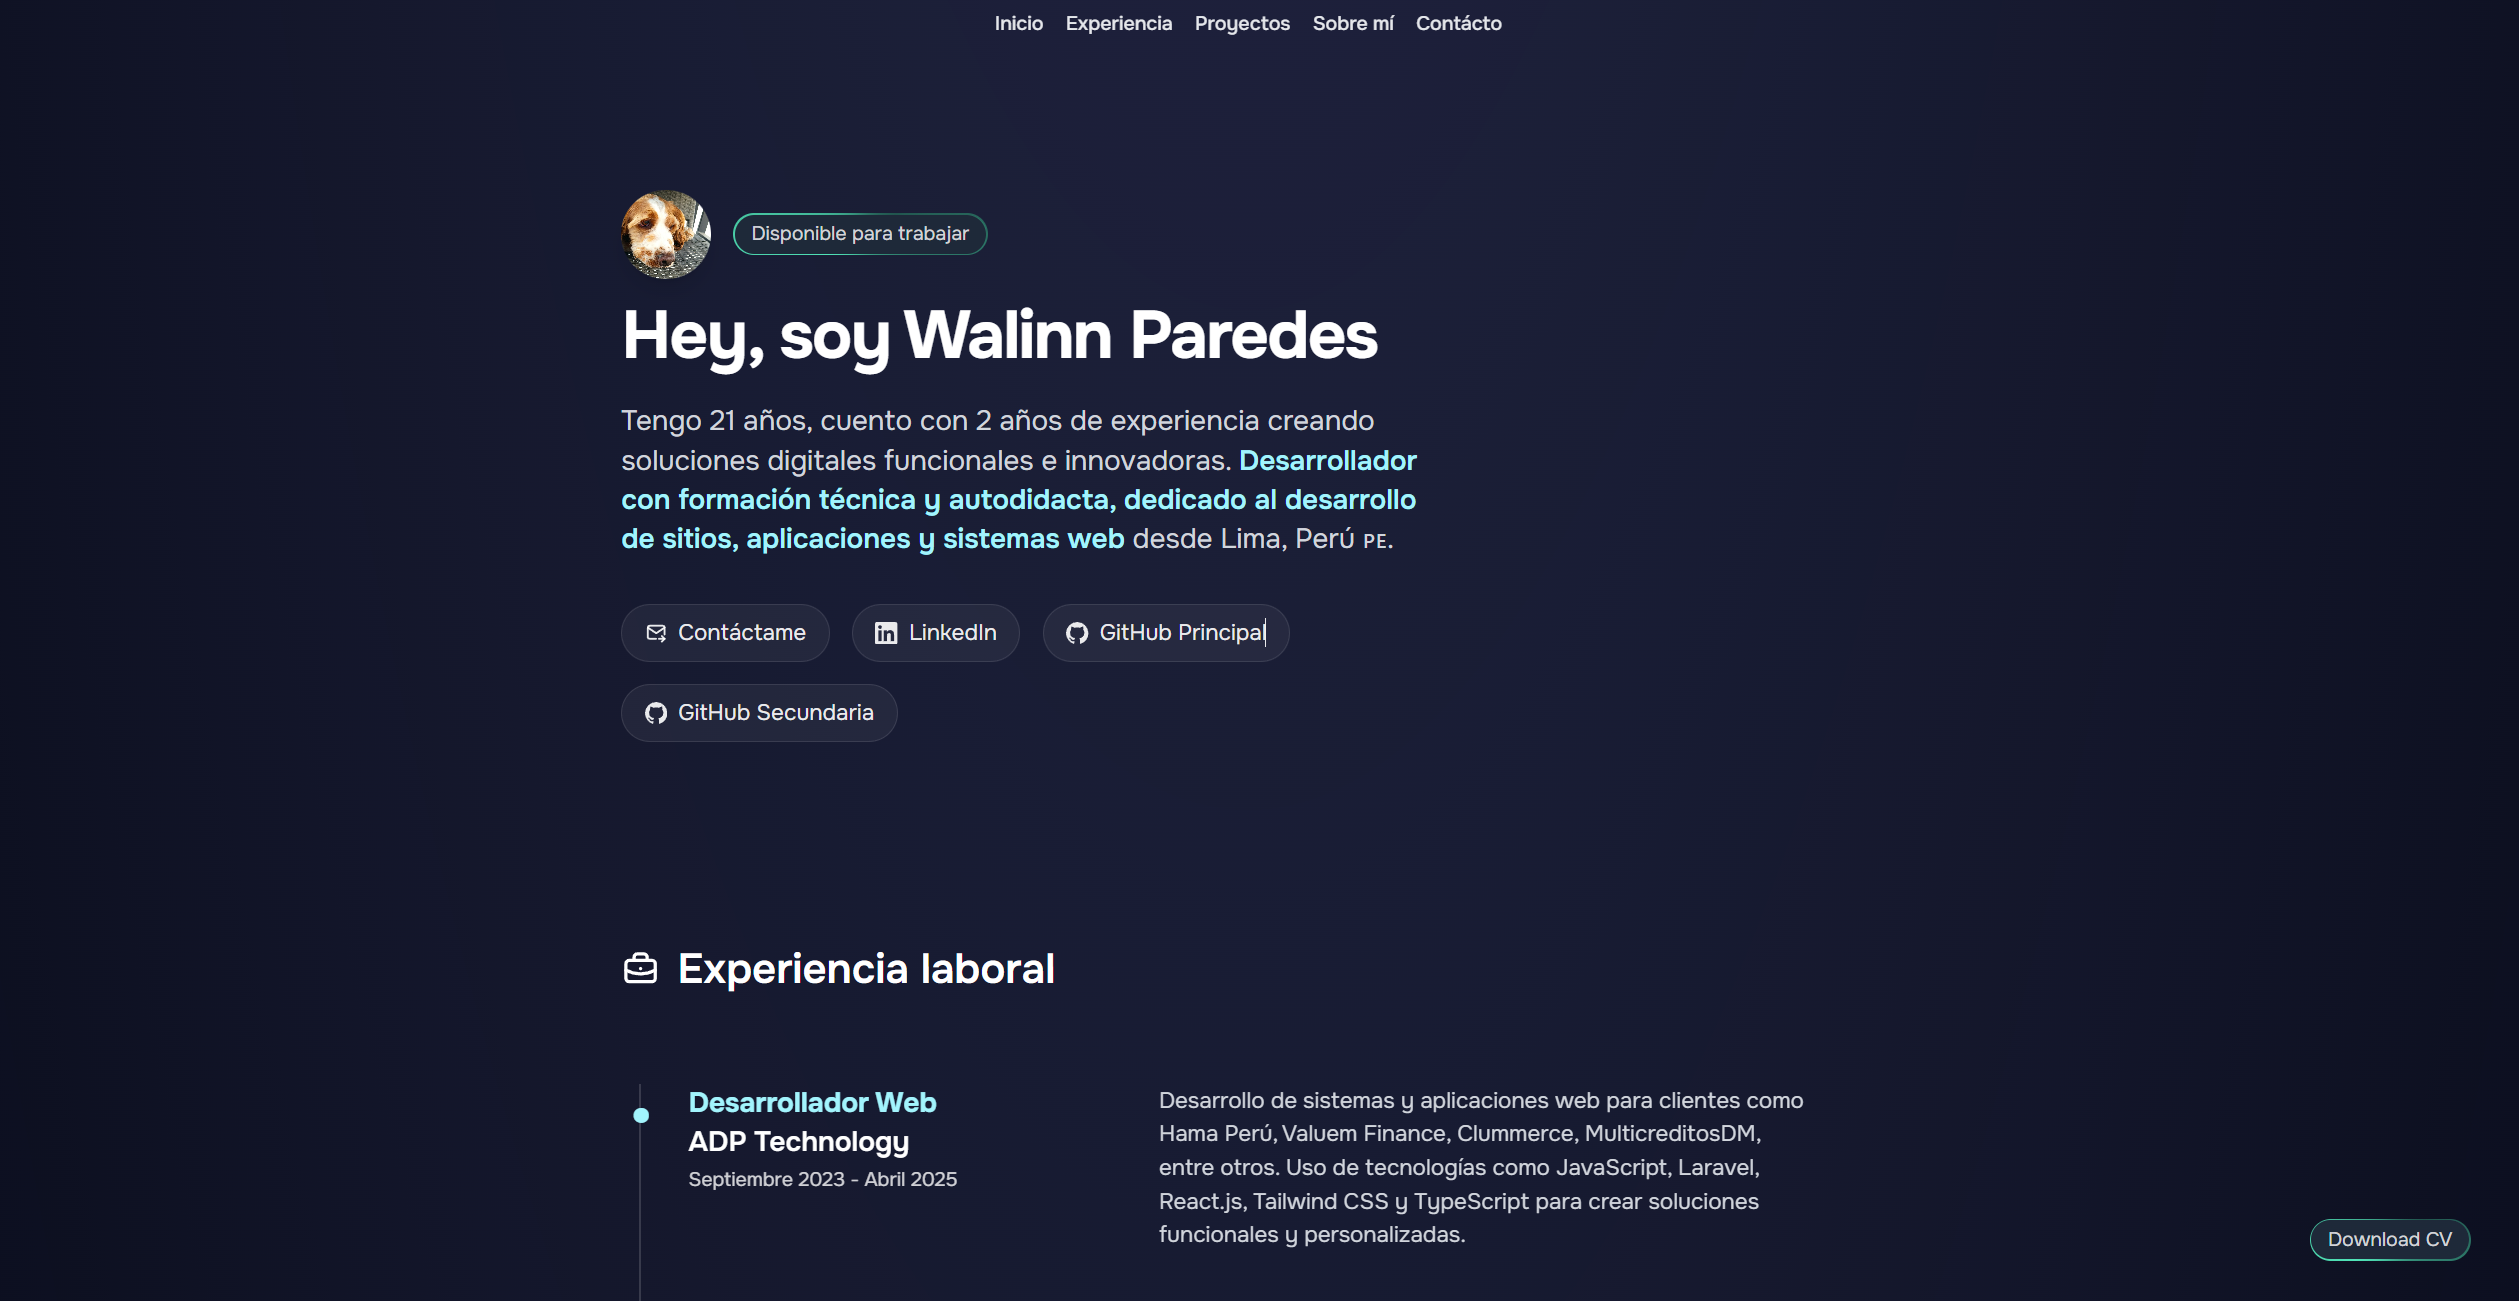 Inicio Experiencia Proyectos Sobre mí Contácto
Disponible para trabajar
Hey, soy Walinn Paredes
Tengo 21 años, cuento con 2 años de experiencia creando
soluciones digitales funcionales e innovadoras. Desarrollador
con formación técnica y autodidacta, dedicado al desarrollo
de sitios, aplicaciones y sistemas web desde Lima, Perú PE.
Contáctame
LinkedIn
GitHub Principal
GitHub Secundaria
Experiencia laboral
Desarrollador Web
ADP Technology
Septiembre 2023 - Abril 2025
Desarrollo de sistemas y aplicaciones web para clientes como
Hama Perú, Valuem Finance, Clummerce, MulticreditosDM,
entre otros. Uso de tecnologías como JavaScript, Laravel,
React.js, Tailwind CSS y TypeScript para crear soluciones
funcionales y personalizadas.
Download CV